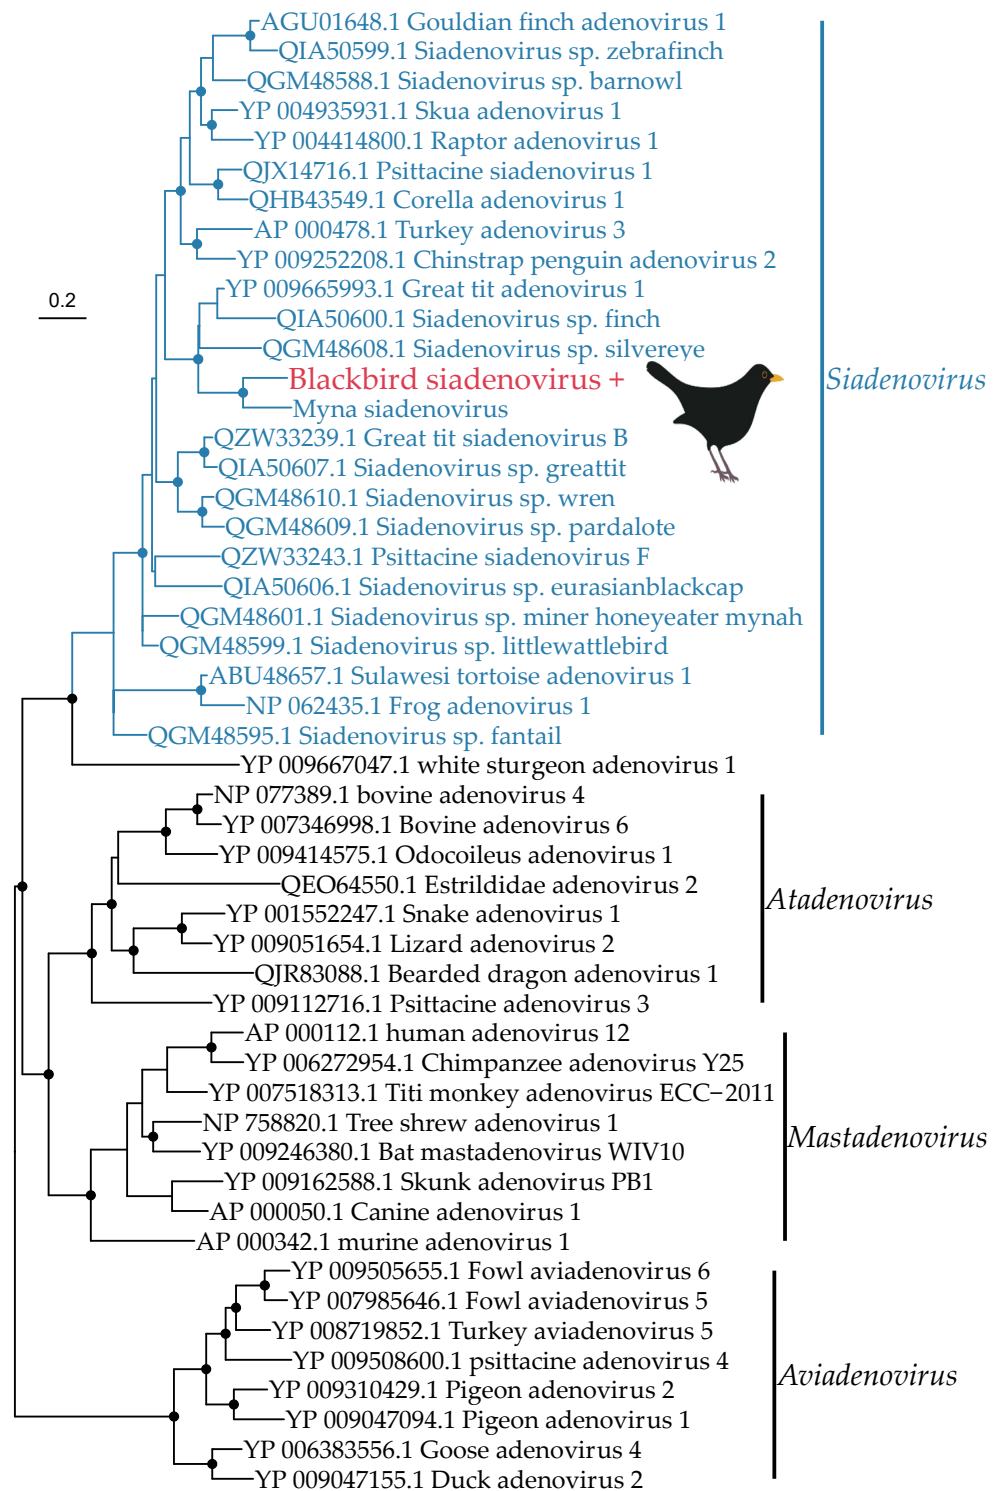 AGU01648.1 Gouldian finch adenovirus 1
QIA50599.1 Siadenovirus sp. zebrafinch
QGM48588.1 Siadenovirus sp. barnowl
YP 004935931.1 Skua adenovirus 1
YP 004414800.1 Raptor adenovirus 1
QJX14716.1 Psittacine siadenovirus 1
QHB43549.1 Corella adenovirus 1
AP 000478.1 Turkey adenovirus 3
YP 009252208.1 Chinstrap penguin adenovirus 2
YP 009665993.1 Great tit adenovirus 1
0.2
QIA50600.1 Siadenovirus sp. finch
QGM48608.1 Siadenovirus sp. silvereye
Blackbird siadenovirus +
Siadenovirus
Myna siadenovirus
QZW33239.1 Great tit siadenovirus B
QIA50607.1 Siadenovirus sp. greattit
QGM48610.1 Siadenovirus sp. wren
QGM48609.1 Siadenovirus sp. pardalote
QZW33243.1 Psittacine siadenovirus F
QIA50606.1 Siadenovirus sp. eurasianblackcap
QGM48601.1 Siadenovirus sp. miner honeyeater mynah
QGM48599.1 Siadenovirus sp. littlewattlebird
ABU48657.1 Sulawesi tortoise adenovirus 1
NP 062435.1 Frog adenovirus 1
QGM48595.1 Siadenovirus sp. fantail
YP 009667047.1 white sturgeon adenovirus 1
NP 077389.1 bovine adenovirus 4
YP 007346998.1 Bovine adenovirus 6
YP 009414575.1 Odocoileus adenovirus 1
QEO64550.1 Estrildidae adenovirus 2
Atadenovirus
YP 001552247.1 Snake adenovirus 1
YP 009051654.1 Lizard adenovirus 2
QJR83088.1 Bearded dragon adenovirus 1
YP 009112716.1 Psittacine adenovirus 3
AP 000112.1 human adenovirus 12
YP 006272954.1 Chimpanzee adenovirus Y25
YP 007518313.1 Titi monkey adenovirus ECC−2011
NP 758820.1 Tree shrew adenovirus 1
Mastadenovirus
YP 009246380.1 Bat mastadenovirus WIV10
YP 009162588.1 Skunk adenovirus PB1
AP 000050.1 Canine adenovirus 1
AP 000342.1 murine adenovirus 1
YP 009505655.1 Fowl aviadenovirus 6
YP 007985646.1 Fowl aviadenovirus 5
YP 008719852.1 Turkey aviadenovirus 5
YP 009508600.1 psittacine adenovirus 4
Aviadenovirus
YP 009310429.1 Pigeon adenovirus 2
YP 009047094.1 Pigeon adenovirus 1
YP 006383556.1 Goose adenovirus 4
YP 009047155.1 Duck adenovirus 2